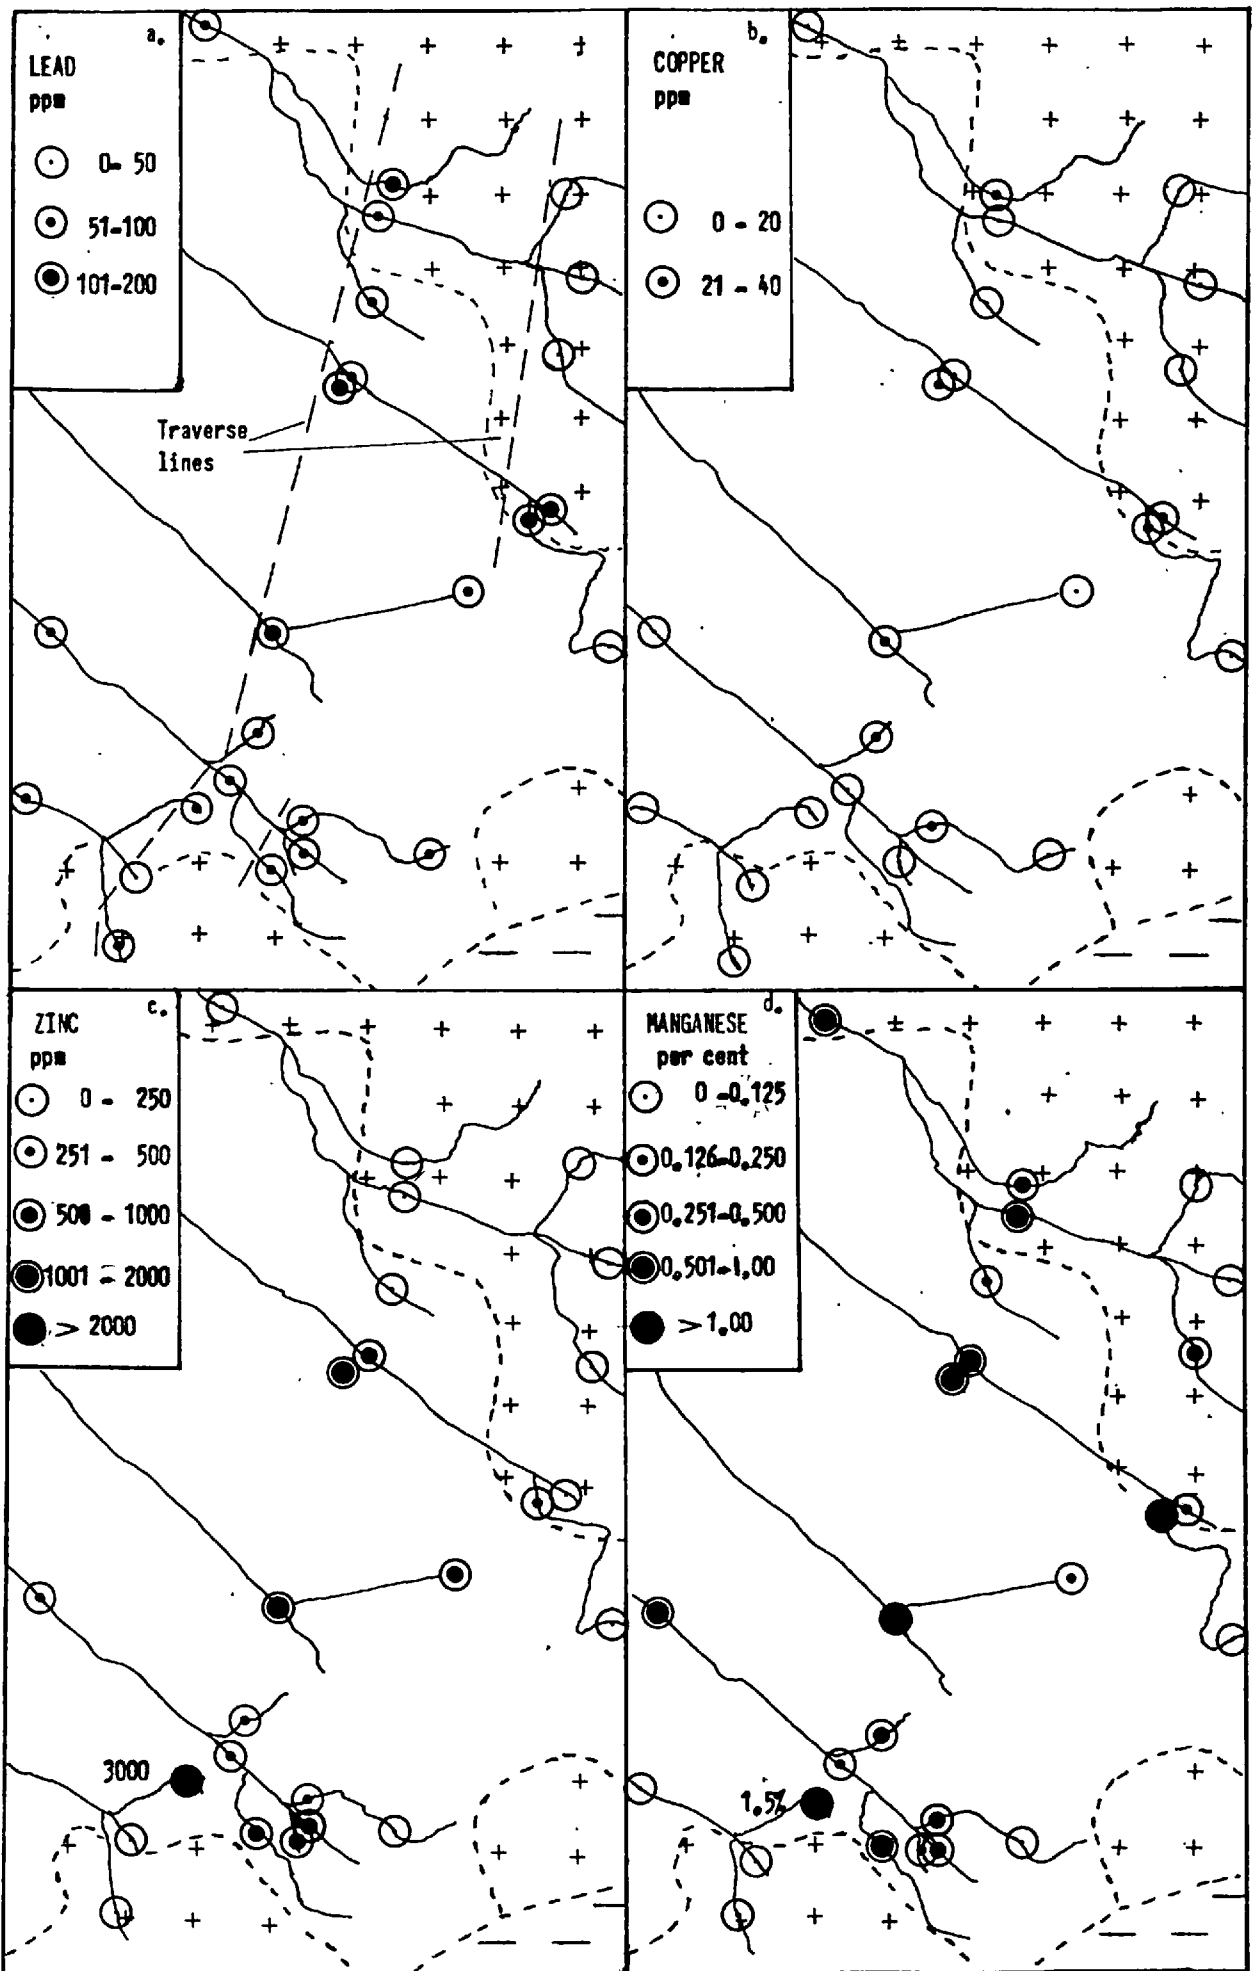 a.
LEAD
ppm
0- 50
51-100
101-200
Traverse
lines
b.
COPPER
ppm
0 - 20
21 - 40
c.
ZINC
ppm
0 - 250
251 - 500
500 - 1000
1001 - 2000
> 2000
3000
d.
MANGANESE
per cent
0 -0.125
0.126-0.250
0.251-0.500
0.501-1.00
>1.00
1.5%